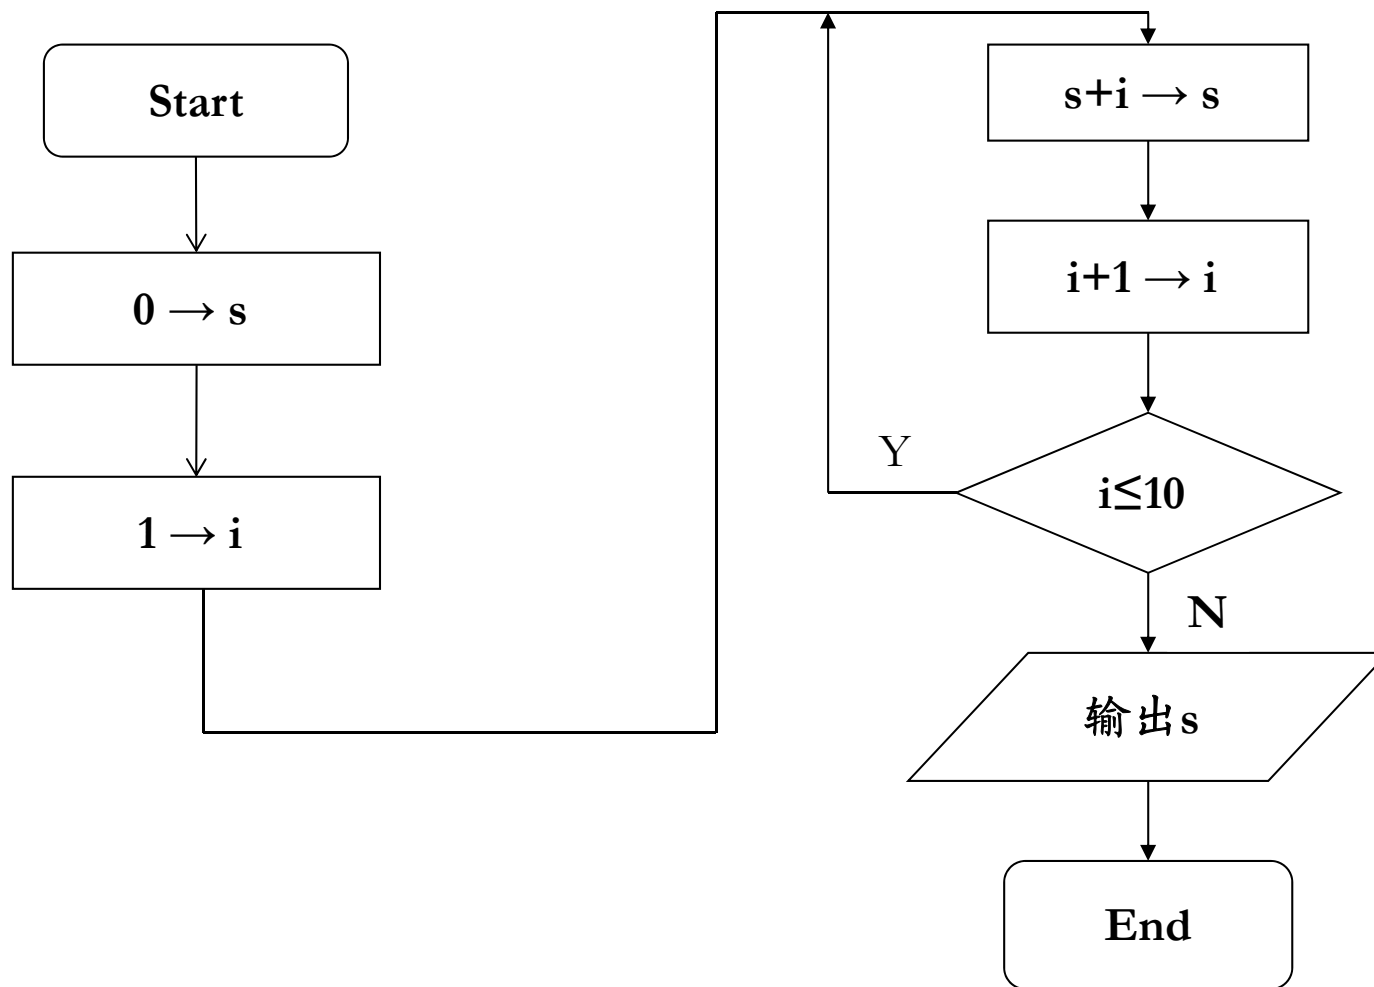 Start
0 → s
1 → i
s+i → s
i+1 → i
Y
i≤10
N
输出s
End